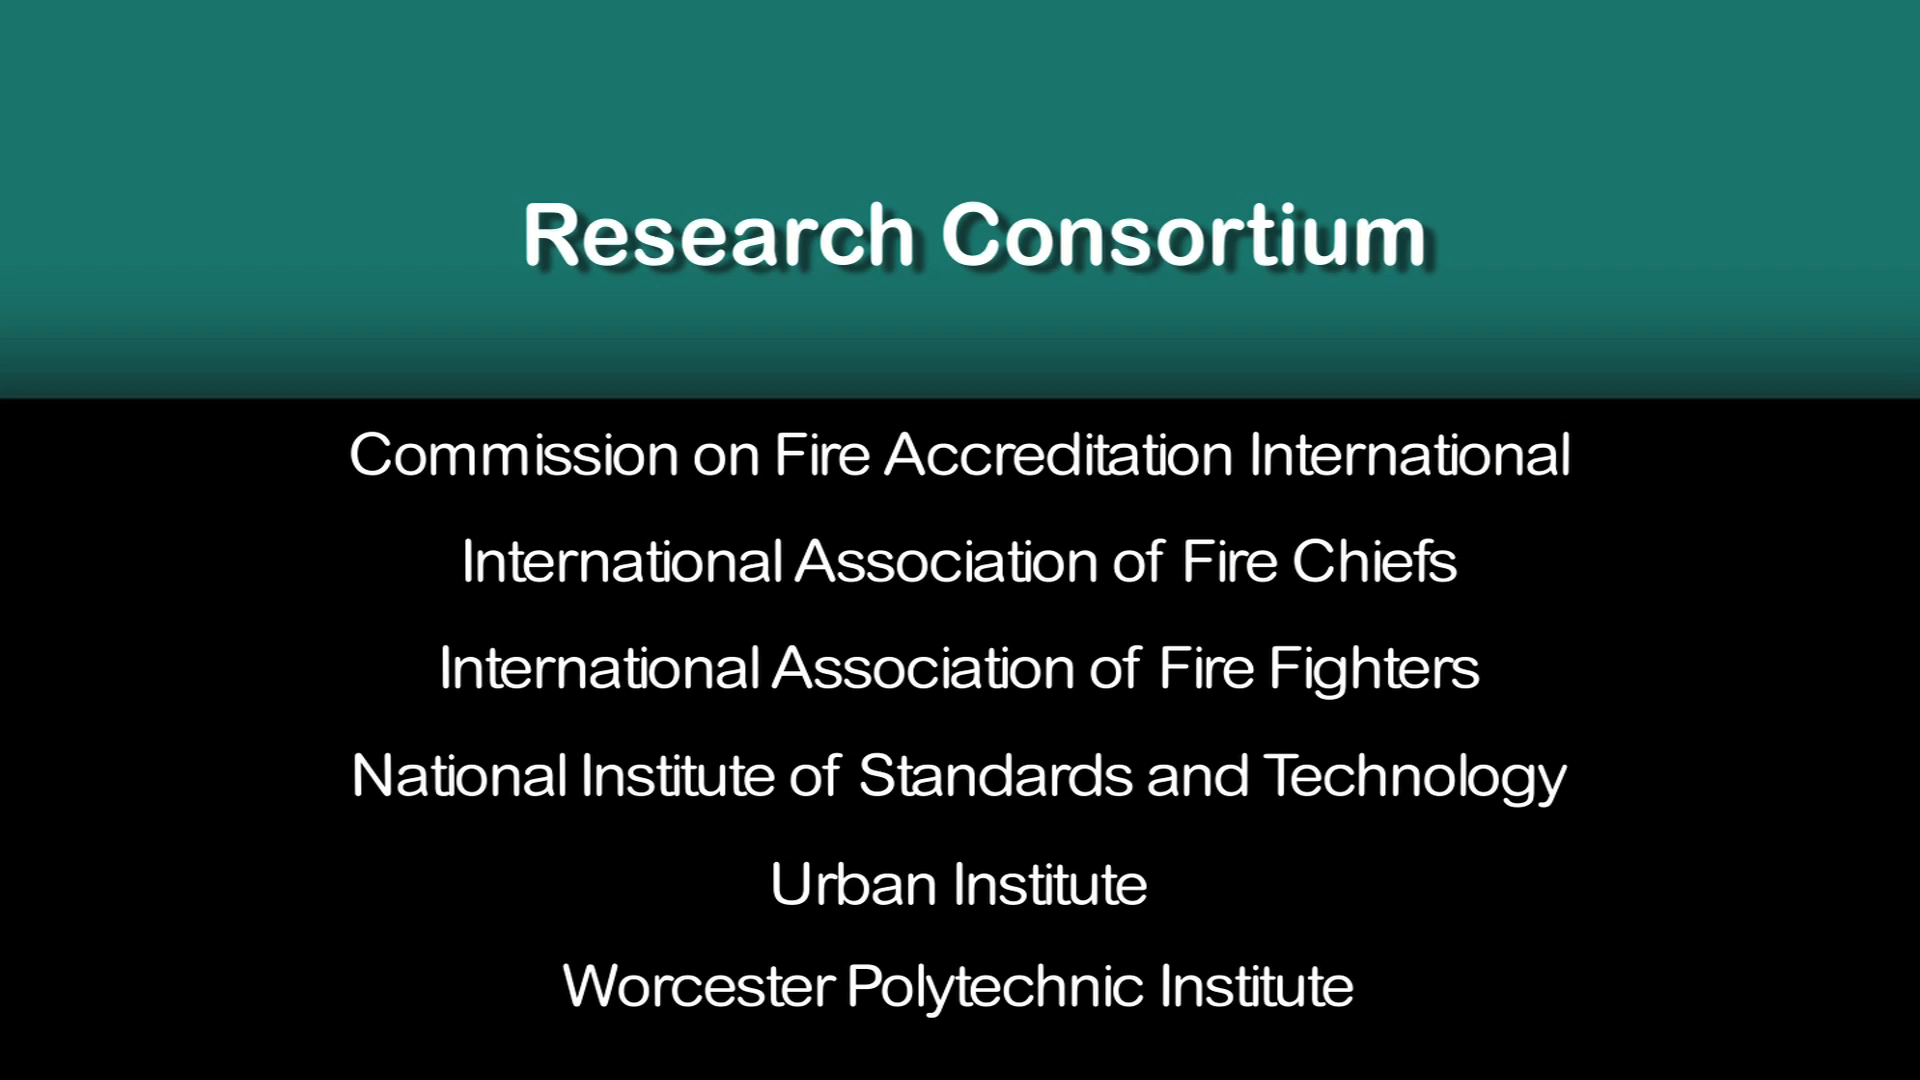 Research Consortium
Commission on Fire Accreditation International
International Association of Fire Chiefs
International Association of Fire Fighters
National Institute of Standards and Technology
Urban Institute
Worcester Polytechnic Institute